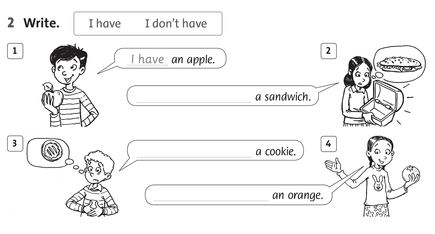 2 Write.
I have I don't have
1
I have an apple.
2
a sandwich.
3
a cookie.
4
an orange.